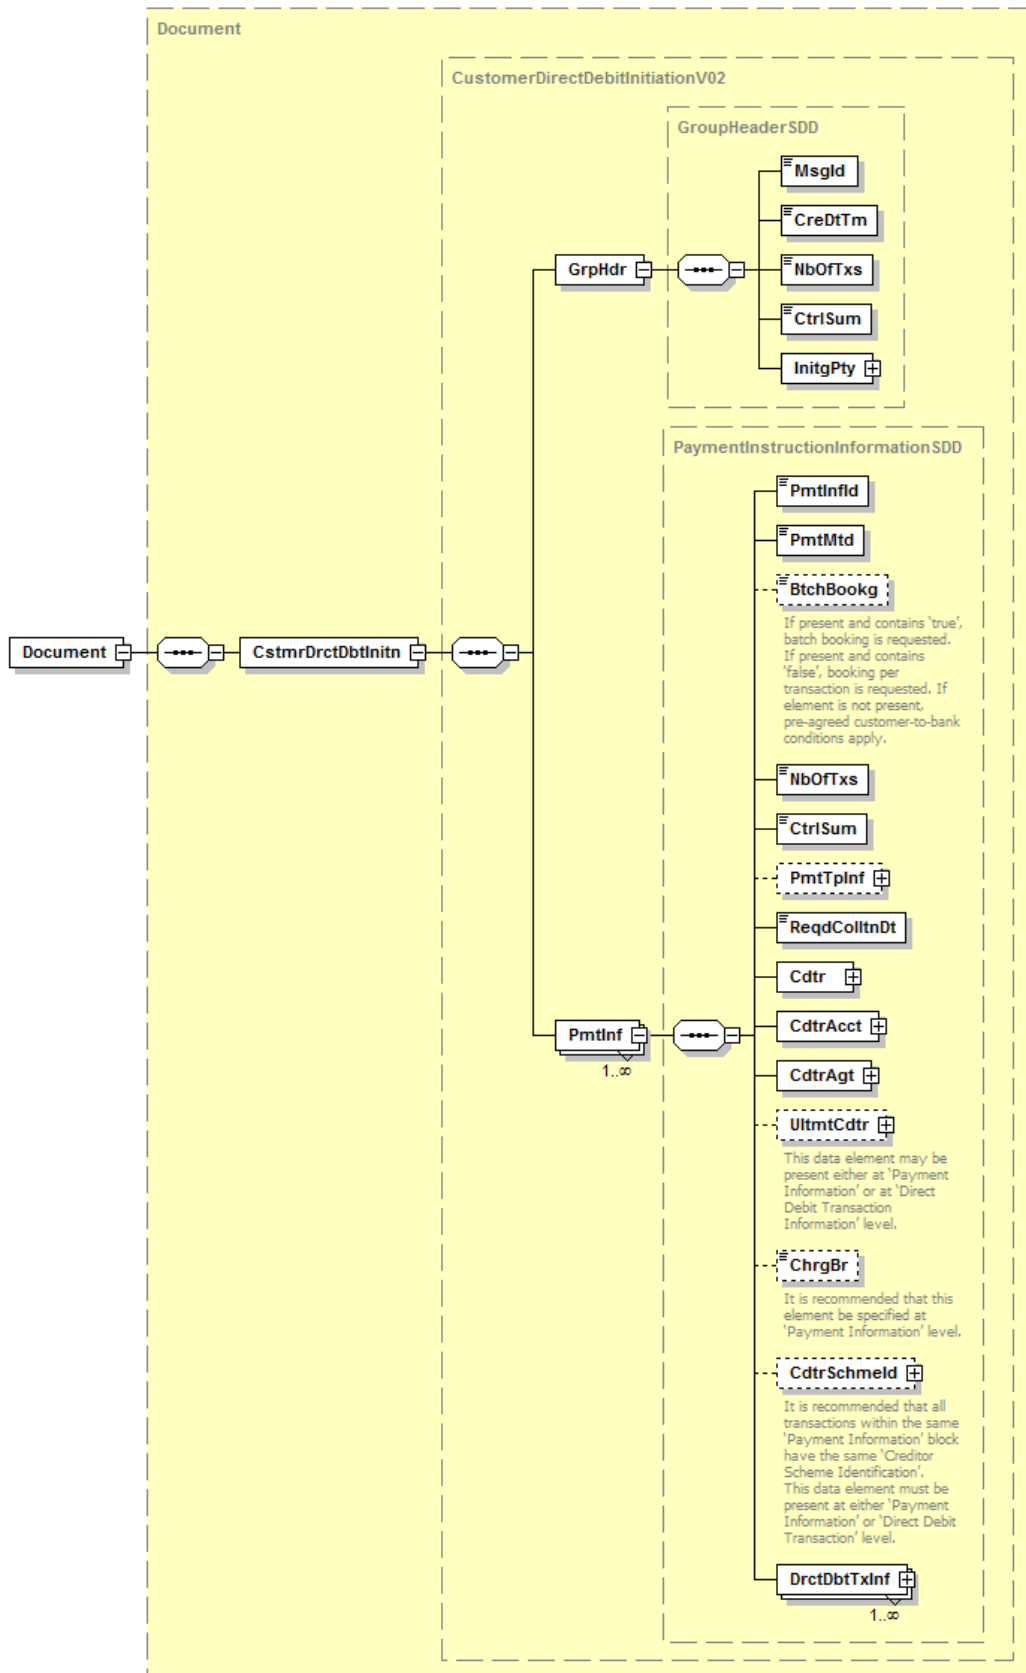 Document
CustomerDirectDebitInitiationV02
GroupHeaderSDD
MsgId
CreDtTm
GrpHdr
NbOfTxs
CtrlSum
InitgPty
PaymentInstructionInformationSDD
PmtInfId
PmtMtd
BtchBookg
If present and contains ‘true’,
batch booking is requested.
If present and contains
‘false’, booking per
transaction is requested. If
element is not present,
pre-agreed customer-to-bank
conditions apply.
Document
CstmrDrctDbtInitn
NbOfTxs
CtrlSum
PmtTpInf
ReqdColltnDt
Cdtr
CdtrAcct
PmtInf
1..∞
CdtrAgt
UltmtCdtr
This data element may be
present either at ‘Payment
Information’ or at ‘Direct
Debit Transaction
Information’ level.
ChrgBr
It is recommended that this
element be specified at
‘Payment Information’ level.
CdtrSchmeId
It is recommended that all
transactions within the same
‘Payment Information’ block
have the same ‘Creditor
Scheme Identification’.
This data element must be
present at either ‘Payment
Information’ or ‘Direct Debit
Transaction’ level.
DrctDbtTxInf
1..∞